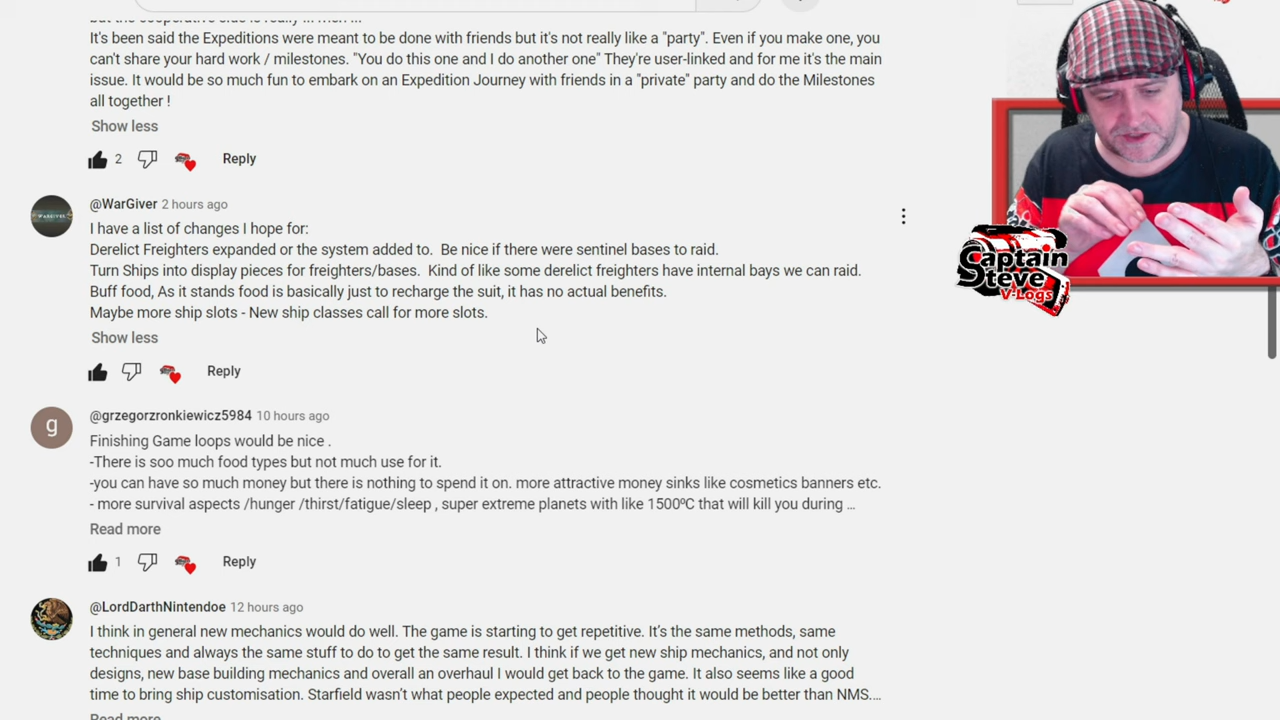 but the cooperative side is really ... Meh ...
It's been said the Expeditions were meant to be done with friends but it's not really like a "party". Even if you make one, you
can't share your hard work / milestones. "You do this one and I do another one" They're user-linked and for me it's the main
issue. It would be so much fun to embark on an Expedition Journey with friends in a "private" party and do the Milestones
all together !
Show less
2
Reply
@WarGiver 2 hours ago
I have a list of changes I hope for:
Derelict Freighters expanded or the system added to. Be nice if there were sentinel bases to raid.
Turn Ships into display pieces for freighters/bases. Kind of like some derelict freighters have internal bays we can raid.
Buff food, As it stands food is basically just to recharge the suit, it has no actual benefits.
Maybe more ship slots - New ship classes call for more slots.
Show less
Reply
Captain
Steve
V-Logs
g
@grzegorzronkiewicz5984 10 hours ago
Finishing Game loops would be nice .
-There is soo much food types but not much use for it.
-you can have so much money but there is nothing to spend it on. more attractive money sinks like cosmetics banners etc.
- more survival aspects /hunger /thirst/fatigue/sleep , super extreme planets with like 1500ºC that will kill you during ...
Read more
1
Reply
@LordDarthNintendoe 12 hours ago
I think in general new mechanics would do well. The game is starting to get repetitive. It's the same methods, same
techniques and always the same stuff to do to get the same result. I think if we get new ship mechanics, and not only
designs, new base building mechanics and overall an overhaul I would get back to the game. It also seems like a good
time to bring ship customisation. Starfield wasn't what people expected and people thought it would be better than NMS....
Read more